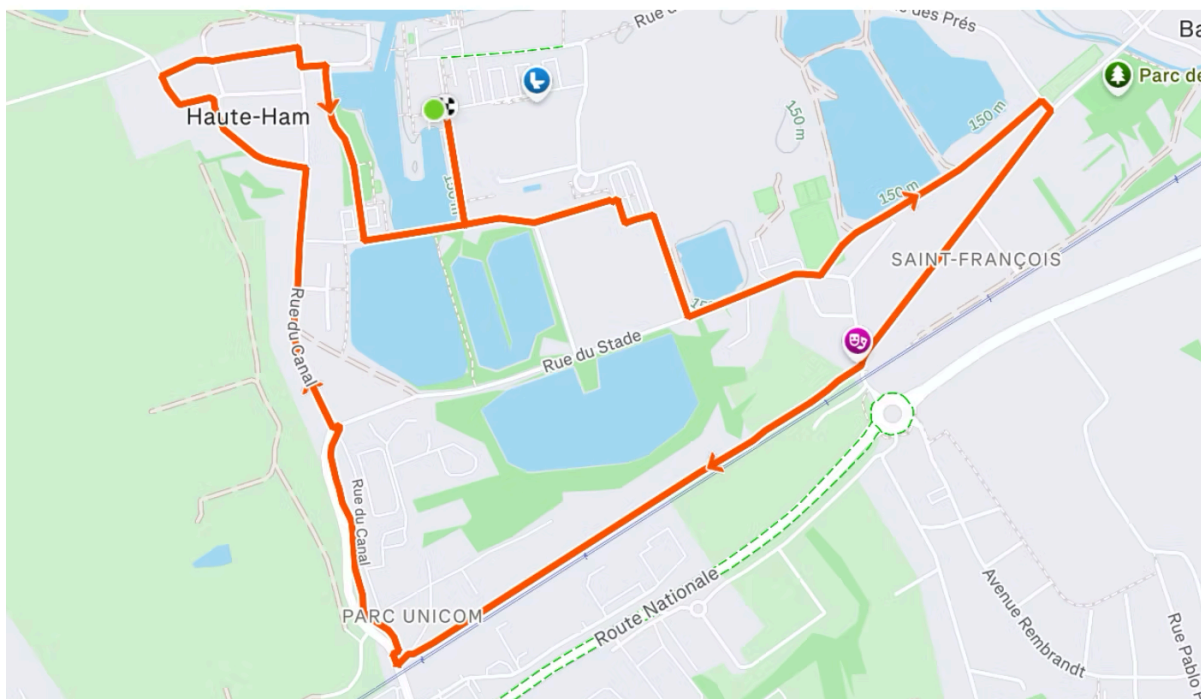 Rue d
des Prés
Ba
Parc de
Haute-Ham
150 m
150 m
150 m
150 m
SAINT-FRANÇOIS
Rue du Canal
Rue du Stade
Rue du Canal
PARC UNICOM
Route Nationale
Avenue Rembrandt
Rue Pablo